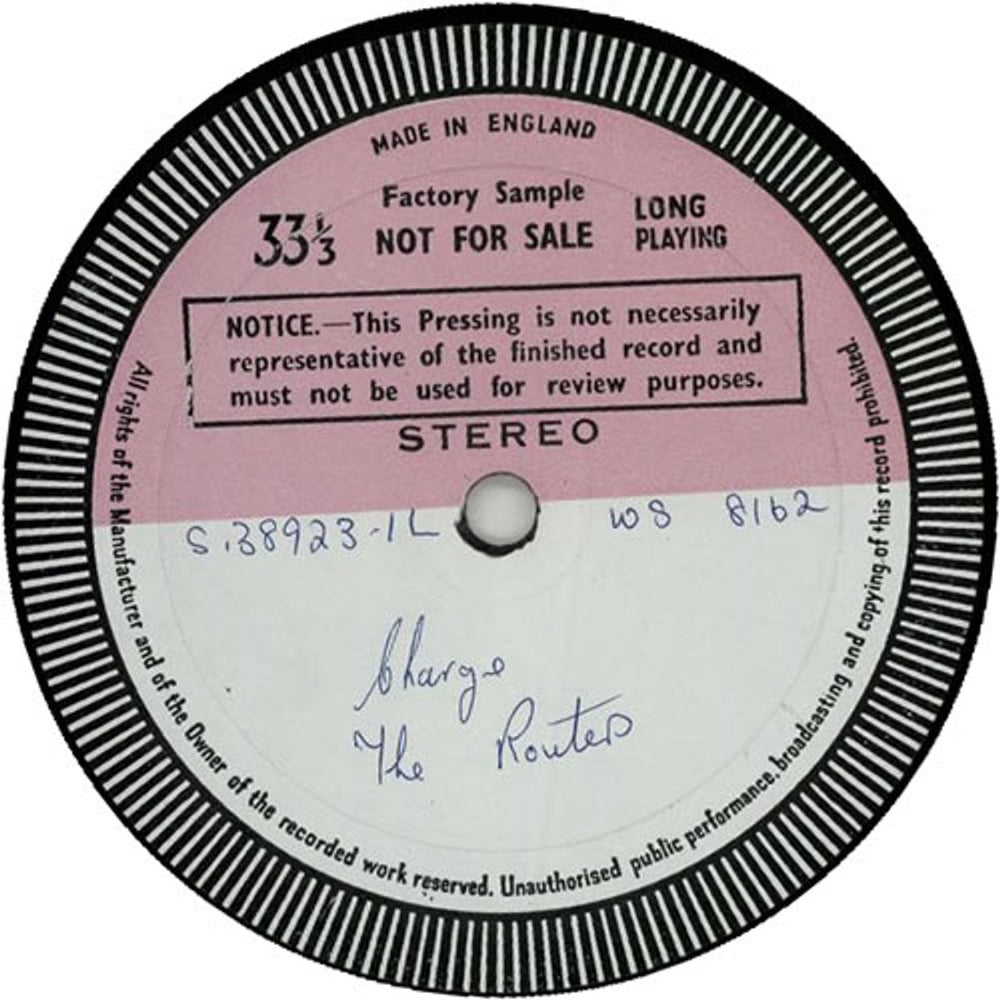 MADE IN ENGLAND
Factory Sample
33⅓ NOT FOR SALE LONG PLAYING
NOTICE.—This Pressing is not necessarily
representative of the finished record and
must not be used for review purposes.
STEREO
S.38923-1L WS 8162
Charge
The Routers
All rights of the Manufacturer and of the Owner of the recorded work reserved. Unauthorised public performance, broadcasting and copying of this record prohibited.